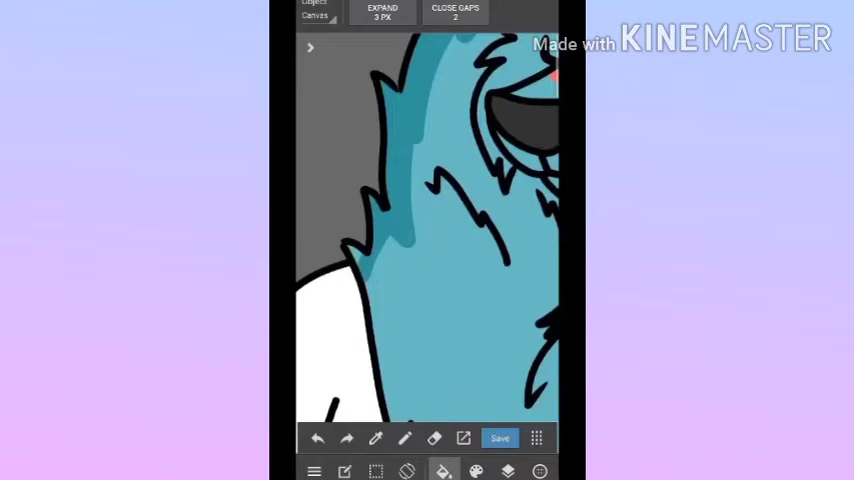 Object
Canvas
EXPAND
3 PX
CLOSE GAPS
2
Made with KINEMASTER
Save